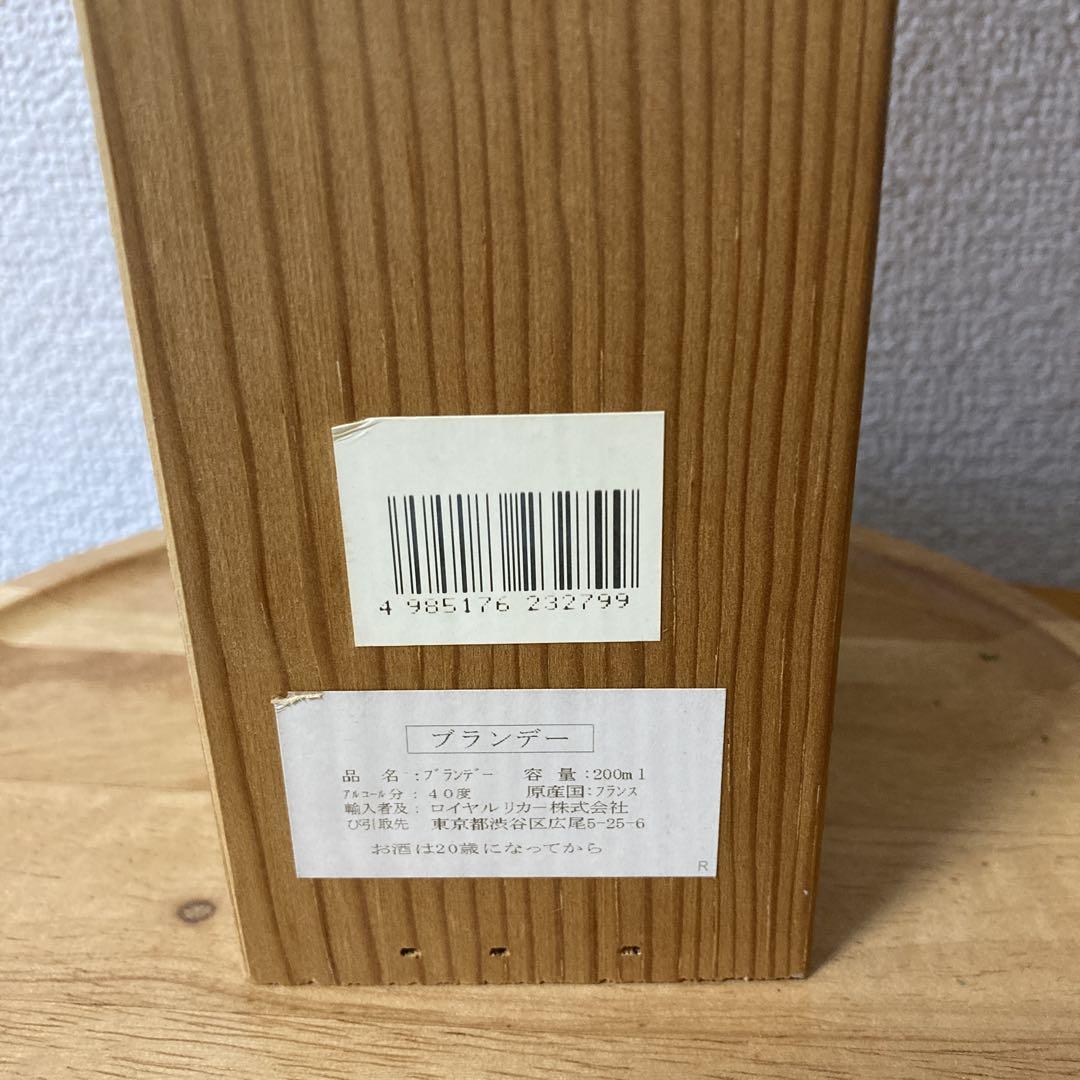 4 985176 232799
ブランデー
品 名 :ブランデー 容 量:200ml
アルコール分: 40度 原産国:フランス
輸入者及: ロイヤルリカー株式会社
び引取先 東京都渋谷区広尾5-25-6
お酒は20歳になってから
R